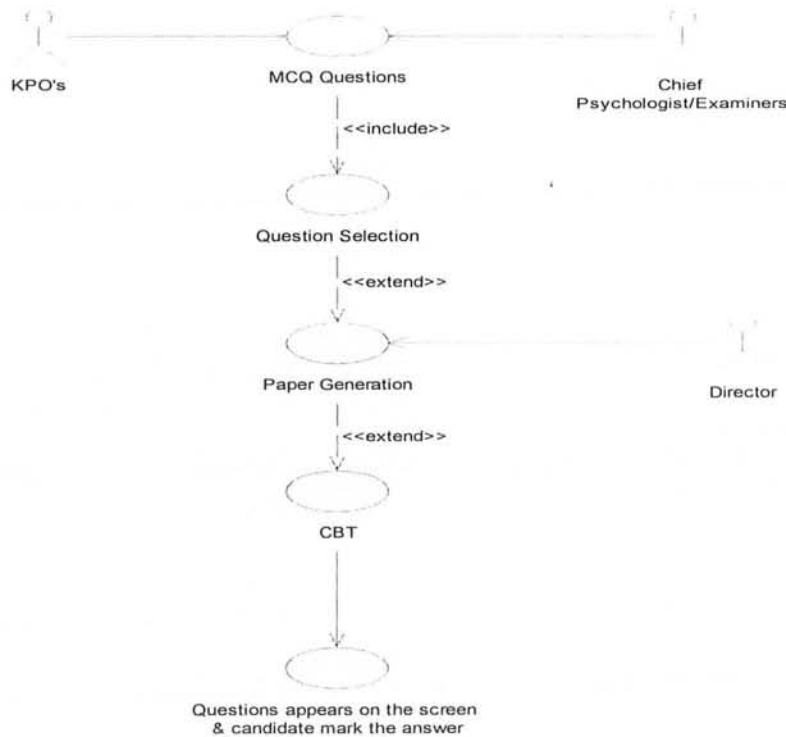 KPO's
MCQ Questions
Chief
Psychologist/Examiners
<<include>>
Question Selection
<<extend>>
Paper Generation
Director
<<extend>>
CBT
Questions appears on the screen
& candidate mark the answer